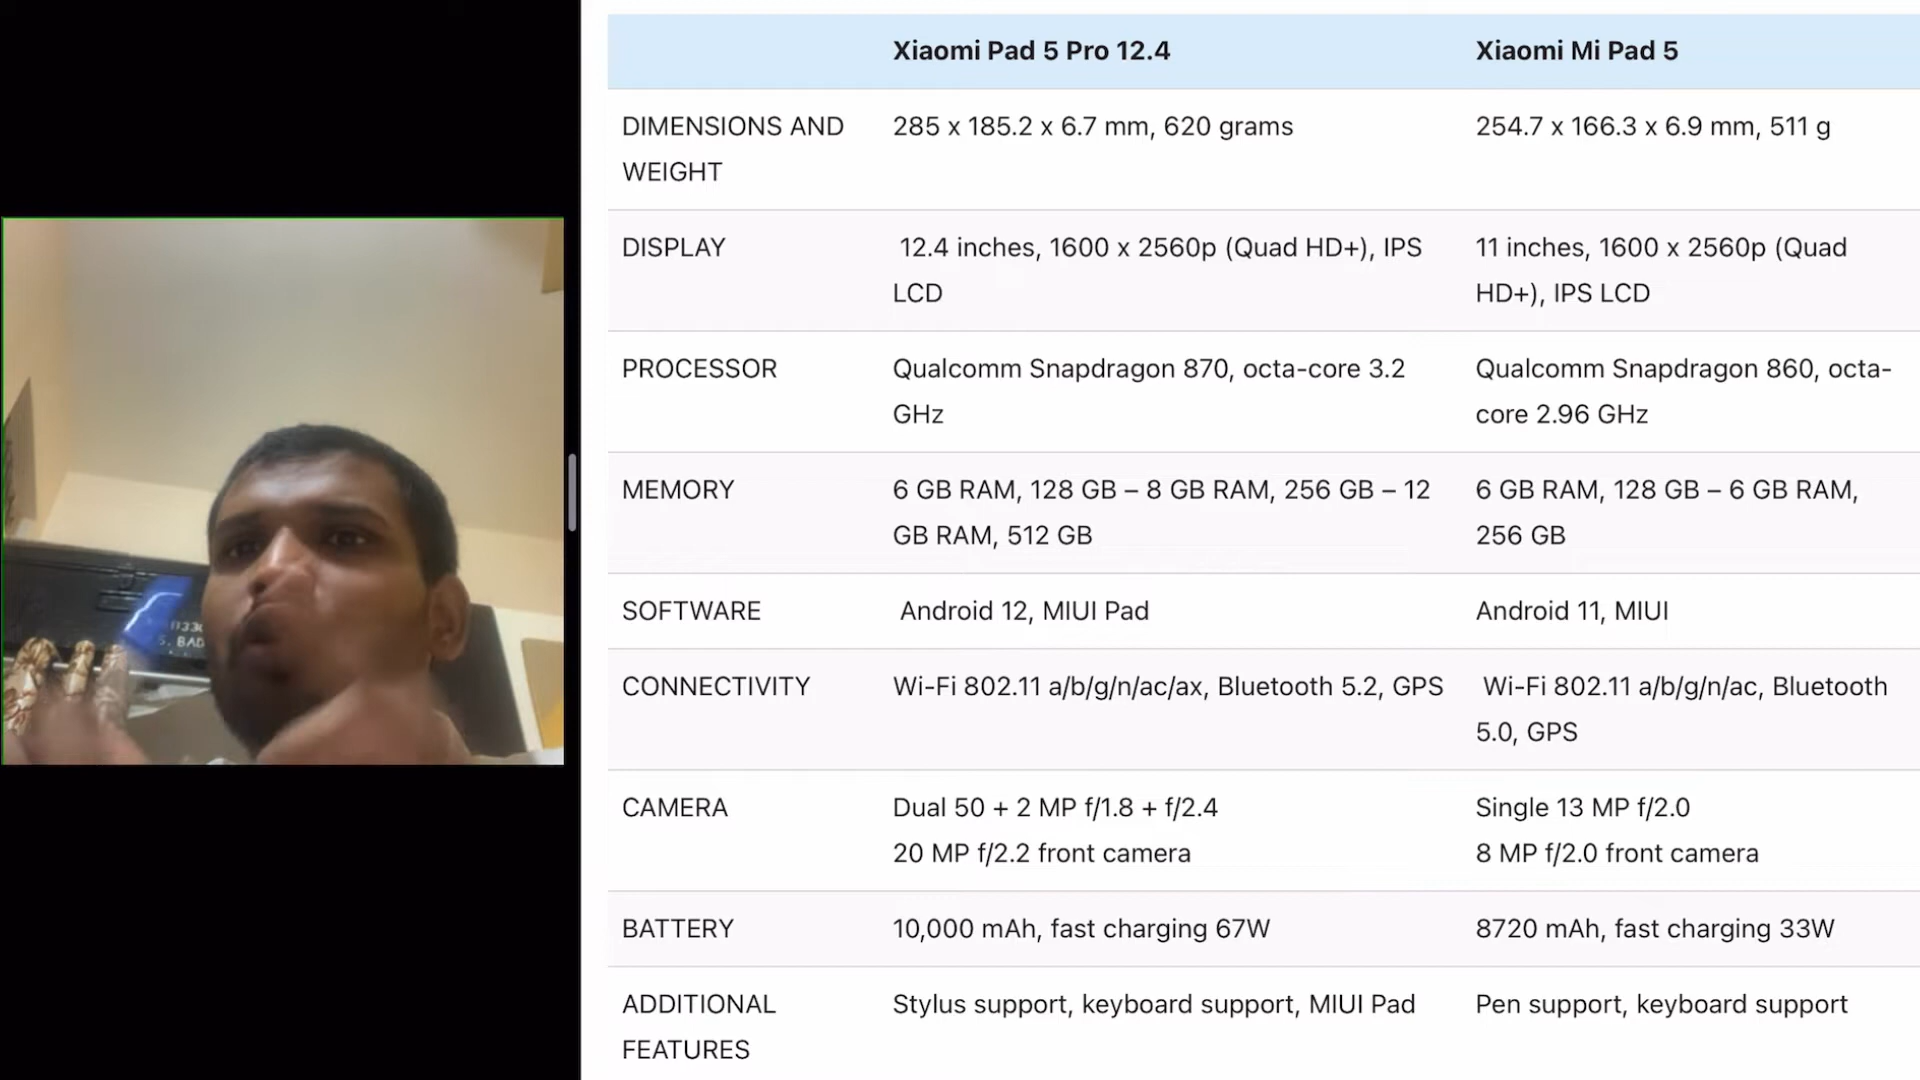 Xiaomi Pad 5 Pro 12.4 Xiaomi Mi Pad 5
DIMENSIONS AND WEIGHT 285 x 185.2 x 6.7 mm, 620 grams 254.7 x 166.3 x 6.9 mm, 511 g
DISPLAY 12.4 inches, 1600 x 2560p (Quad HD+), IPS LCD 11 inches, 1600 x 2560p (Quad HD+), IPS LCD
PROCESSOR Qualcomm Snapdragon 870, octa-core 3.2 GHz Qualcomm Snapdragon 860, octa-core 2.96 GHz
MEMORY 6 GB RAM, 128 GB – 8 GB RAM, 256 GB – 12 GB RAM, 512 GB 6 GB RAM, 128 GB – 6 GB RAM, 256 GB
SOFTWARE Android 12, MIUI Pad Android 11, MIUI
CONNECTIVITY Wi-Fi 802.11 a/b/g/n/ac/ax, Bluetooth 5.2, GPS Wi-Fi 802.11 a/b/g/n/ac, Bluetooth 5.0, GPS
CAMERA Dual 50 + 2 MP f/1.8 + f/2.4 20 MP f/2.2 front camera Single 13 MP f/2.0 8 MP f/2.0 front camera
BATTERY 10,000 mAh, fast charging 67W 8720 mAh, fast charging 33W
ADDITIONAL FEATURES Stylus support, keyboard support, MIUI Pad Pen support, keyboard support